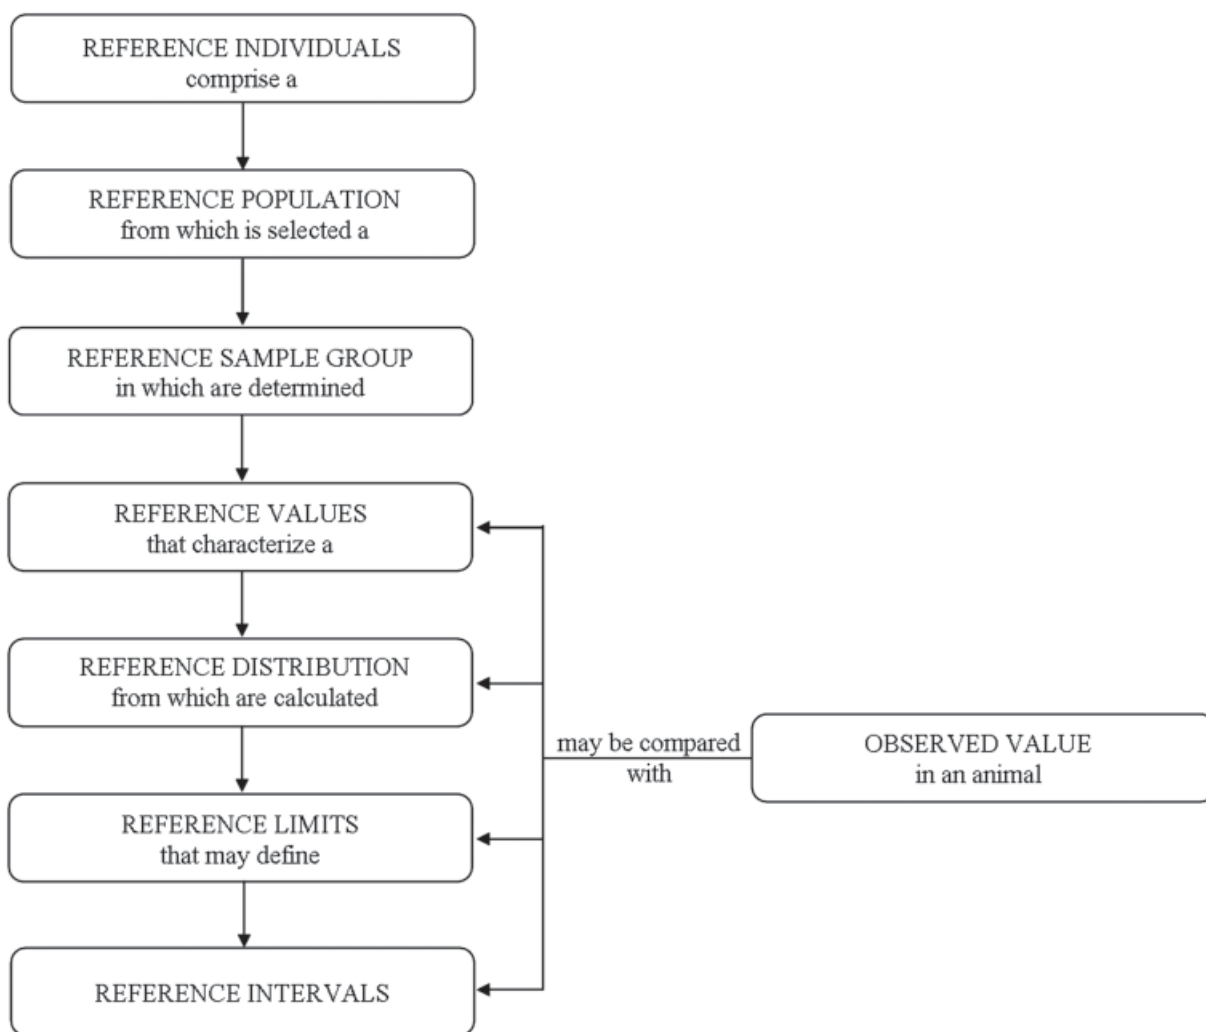 REFERENCE INDIVIDUALS
comprise a
REFERENCE POPULATION
from which is selected a
REFERENCE SAMPLE GROUP
in which are determined
REFERENCE VALUES
that characterize a
REFERENCE DISTRIBUTION
from which are calculated
REFERENCE LIMITS
that may define
REFERENCE INTERVALS
may be compared
with
OBSERVED VALUE
in an animal